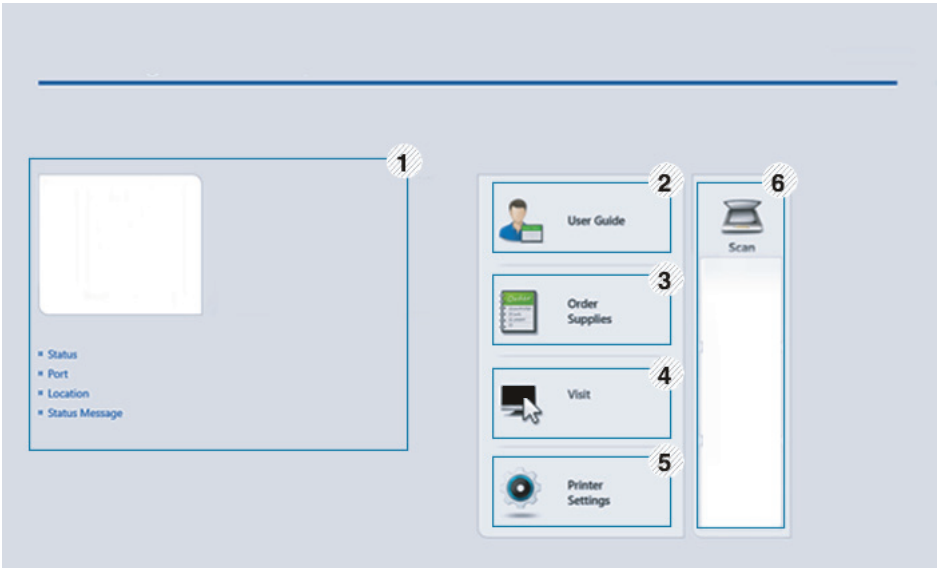 1
Status
Port
Location
Status Message
2
User Guide
3
Order
Order
Supplies
4
Visit
5
Printer
Settings
6
Scan